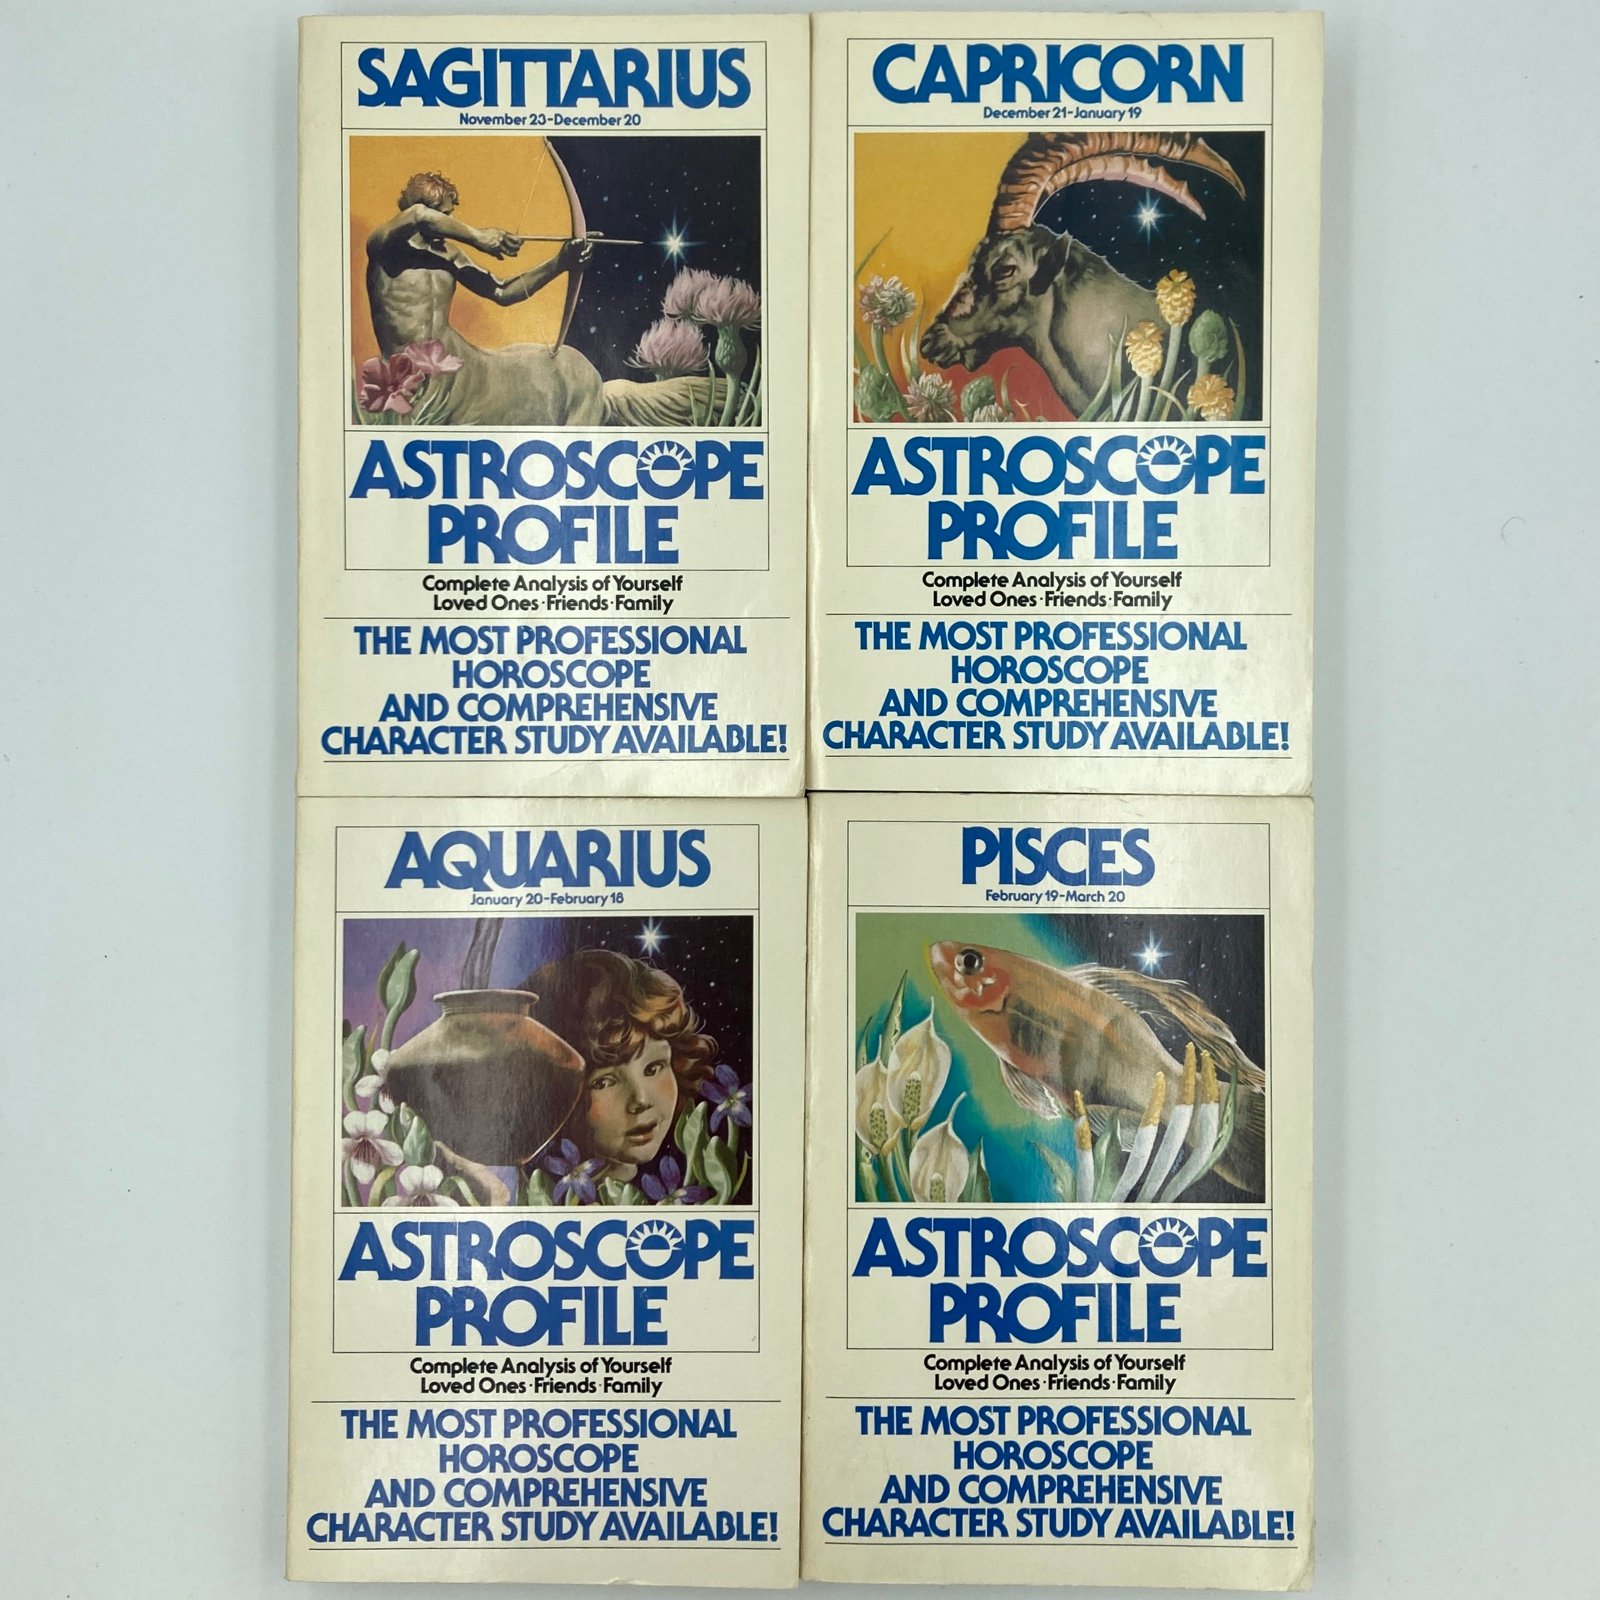 SAGITTARIUS
November 23-December 20
ASTROSCOPE
PROFILE
Complete Analysis of Yourself
Loved Ones·Friends·Family
THE MOST PROFESSIONAL
HOROSCOPE
AND COMPREHENSIVE
CHARACTER STUDY AVAILABLE!
CAPRICORN
December 21-January 19
ASTROSCOPE
PROFILE
Complete Analysis of Yourself
Loved Ones·Friends·Family
THE MOST PROFESSIONAL
HOROSCOPE
AND COMPREHENSIVE
CHARACTER STUDY AVAILABLE!
AQUARIUS
January 20-February 18
ASTROSCOPE
PROFILE
Complete Analysis of Yourself
Loved Ones·Friends·Family
THE MOST PROFESSIONAL
HOROSCOPE
AND COMPREHENSIVE
CHARACTER STUDY AVAILABLE!
PISCES
February 19-March 20
ASTROSCOPE
PROFILE
Complete Analysis of Yourself
Loved Ones·Friends·Family
THE MOST PROFESSIONAL
HOROSCOPE
AND COMPREHENSIVE
CHARACTER STUDY AVAILABLE!